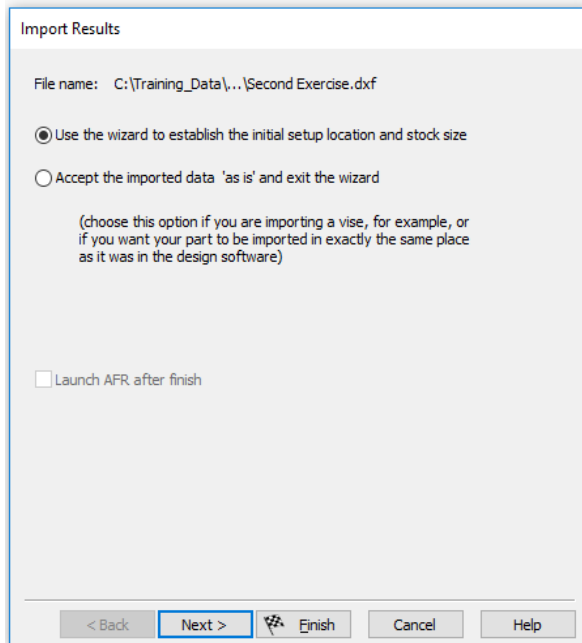 Import Results
File name: C:\Training_Data\...\Second Exercise.dxf
Use the wizard to establish the initial setup location and stock size
Accept the imported data 'as is' and exit the wizard
(choose this option if you are importing a vise, for example, or
if you want your part to be imported in exactly the same place
as it was in the design software)
Launch AFR after finish
< Back Next > Finish Cancel Help